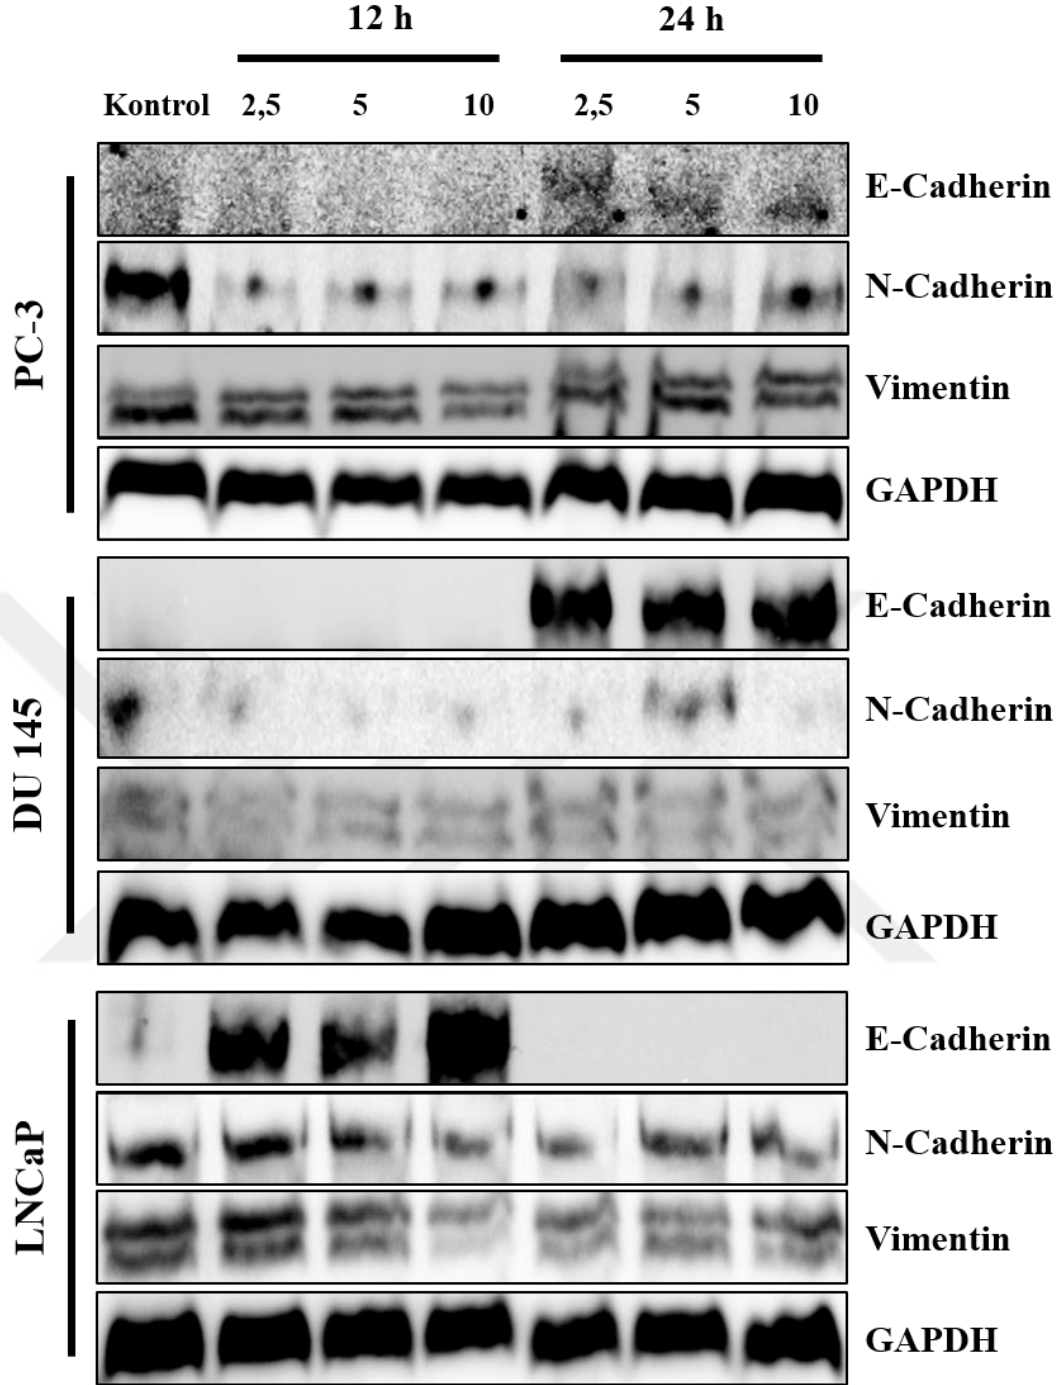 12 h 24 h
Kontrol 2,5 5 10 2,5 5 10
PC-3
E-Cadherin
N-Cadherin
Vimentin
GAPDH
DU 145
E-Cadherin
N-Cadherin
Vimentin
GAPDH
LNCaP
E-Cadherin
N-Cadherin
Vimentin
GAPDH